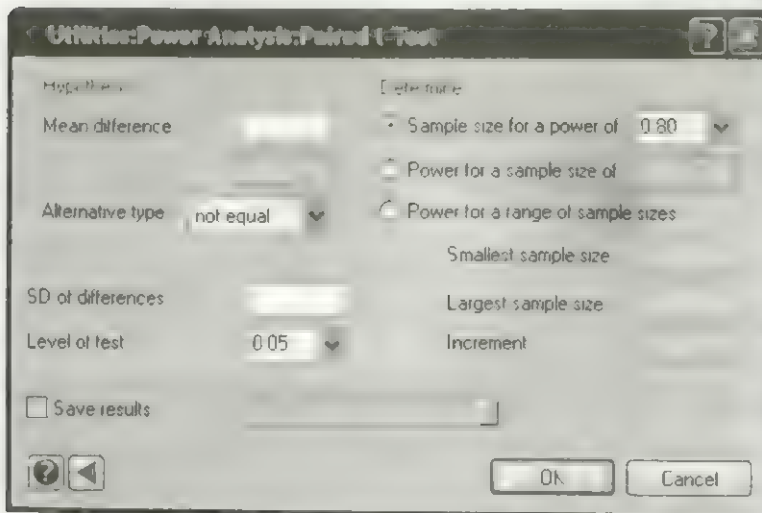 Utilities:Power Analysis:Paired t-Test
Hypothesis
Mean difference
Alternative type
not equal
SD of differences
Level of test
0.05
Save results
Determine
Sample size for a power of
0.80
Power for a sample size of
Power for a range of sample sizes
Smallest sample size
Largest sample size
Increment
OK
Cancel